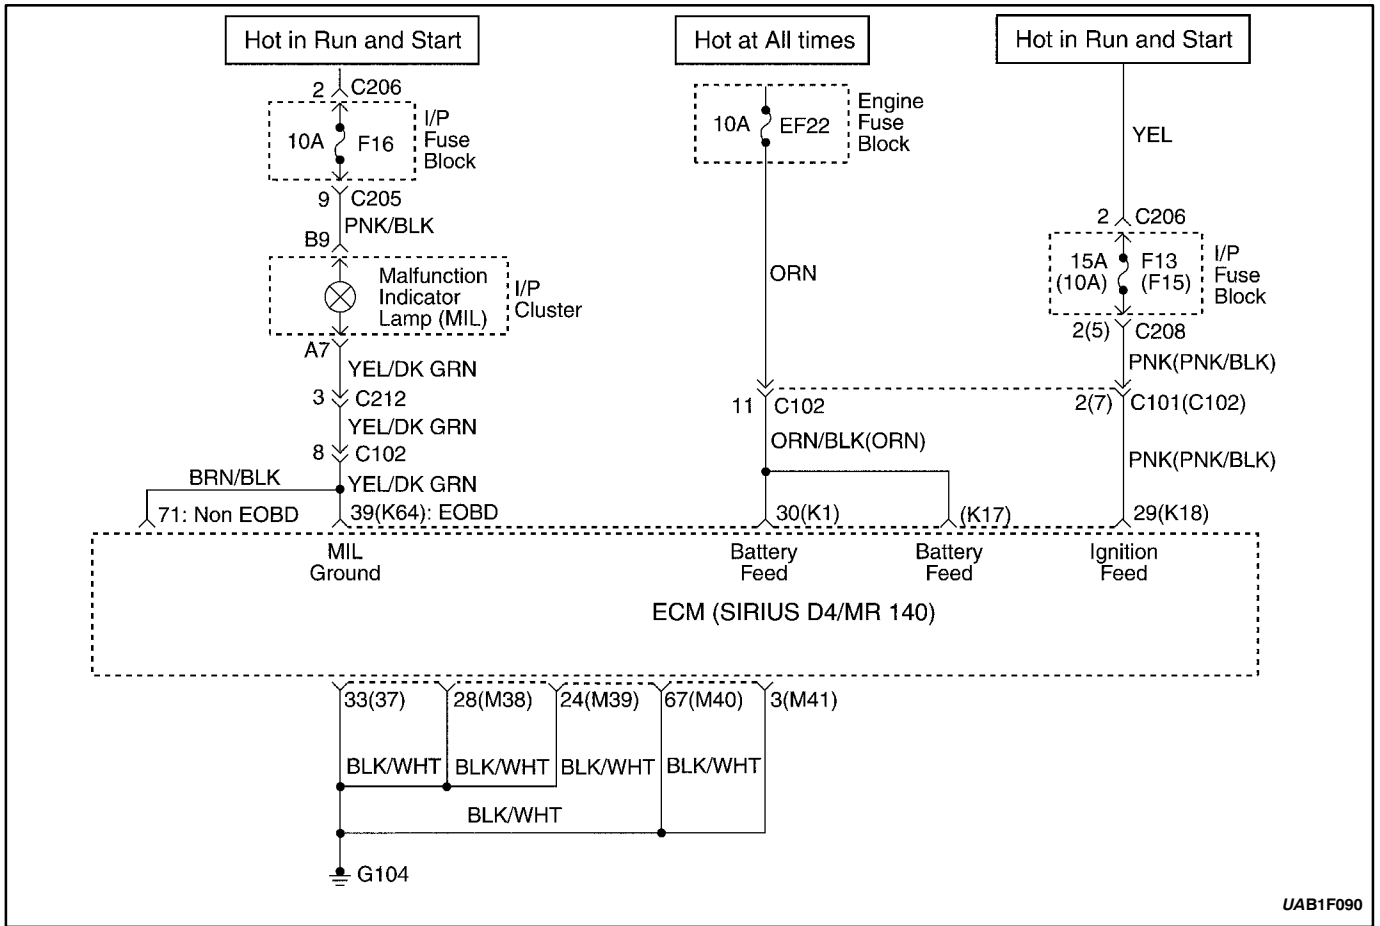 Hot in Run and Start
Hot at All times
Hot in Run and Start
2 C206
10A F16
I/P
Fuse
Block
9 C205
PNK/BLK
B9
Malfunction
Indicator
Lamp (MIL)
I/P
Cluster
A7
YEL/DK GRN
3 C212
YEL/DK GRN
8 C102
BRN/BLK
YEL/DK GRN
71: Non EOBD
39(K64): EOBD
10A EF22
Engine
Fuse
Block
ORN
11 C102
ORN/BLK(ORN)
30(K1)
(K17)
YEL
2 C206
15A F13
(10A) (F15)
I/P
Fuse
Block
2(5) C208
PNK(PNK/BLK)
2(7) C101(C102)
PNK(PNK/BLK)
29(K18)
MIL
Ground
Battery
Feed
Battery
Feed
Ignition
Feed
ECM (SIRIUS D4/MR 140)
33(37) 28(M38) 24(M39) 67(M40) 3(M41)
BLK/WHT BLK/WHT BLK/WHT BLK/WHT
BLK/WHT
G104
UAB1F090